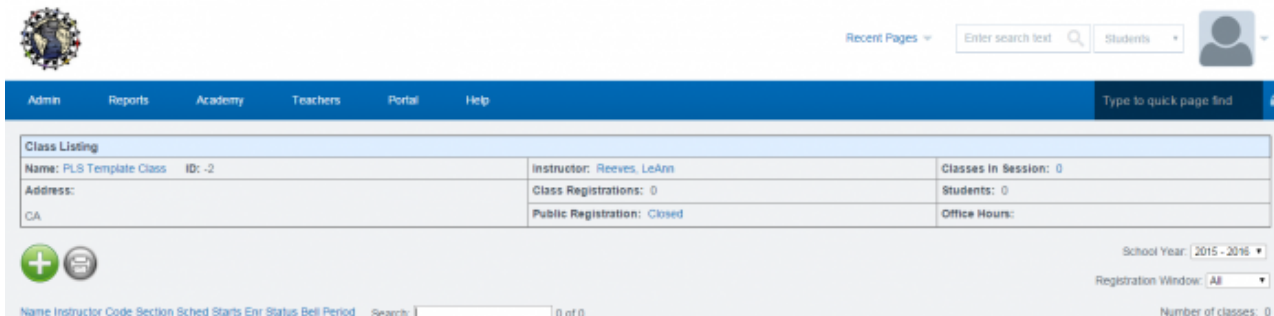 Recent Pages Enter search text Students
Admin Reports Academy Teachers Portal Help Type to quick page find
Class Listing
Name: PLS Template Class ID: -2 Instructor: Reeves, LeAnn Classes In Session: 0
Address: Class Registrations: 0 Students: 0
CA Public Registration: Closed Office Hours:
School Year: 2015 - 2016
Registration Window: All
Name Instructor Code Section Sched Starts Enr Status Bell Period Search: 0 of 0 Number of classes: 0